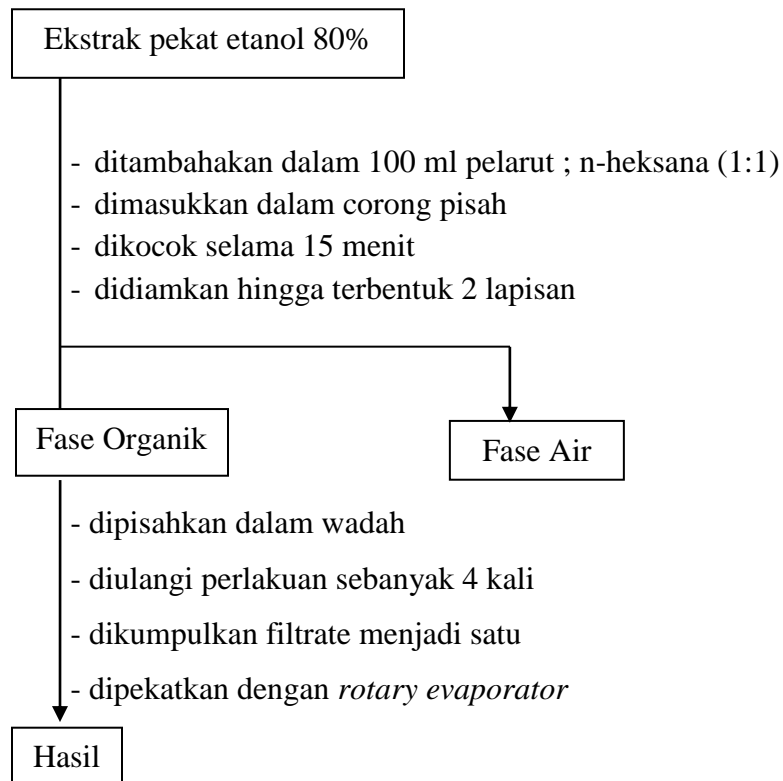 Ekstrak pekat etanol 80%
- ditambahakan dalam 100 ml pelarut ; n-heksana (1:1)
- dimasukkan dalam corong pisah
- dikocok selama 15 menit
- didiamkan hingga terbentuk 2 lapisan
Fase Organik
Fase Air
- dipisahkan dalam wadah
- diulangi perlakuan sebanyak 4 kali
- dikumpulkan filtrate menjadi satu
- dipekatkan dengan rotary evaporator
Hasil